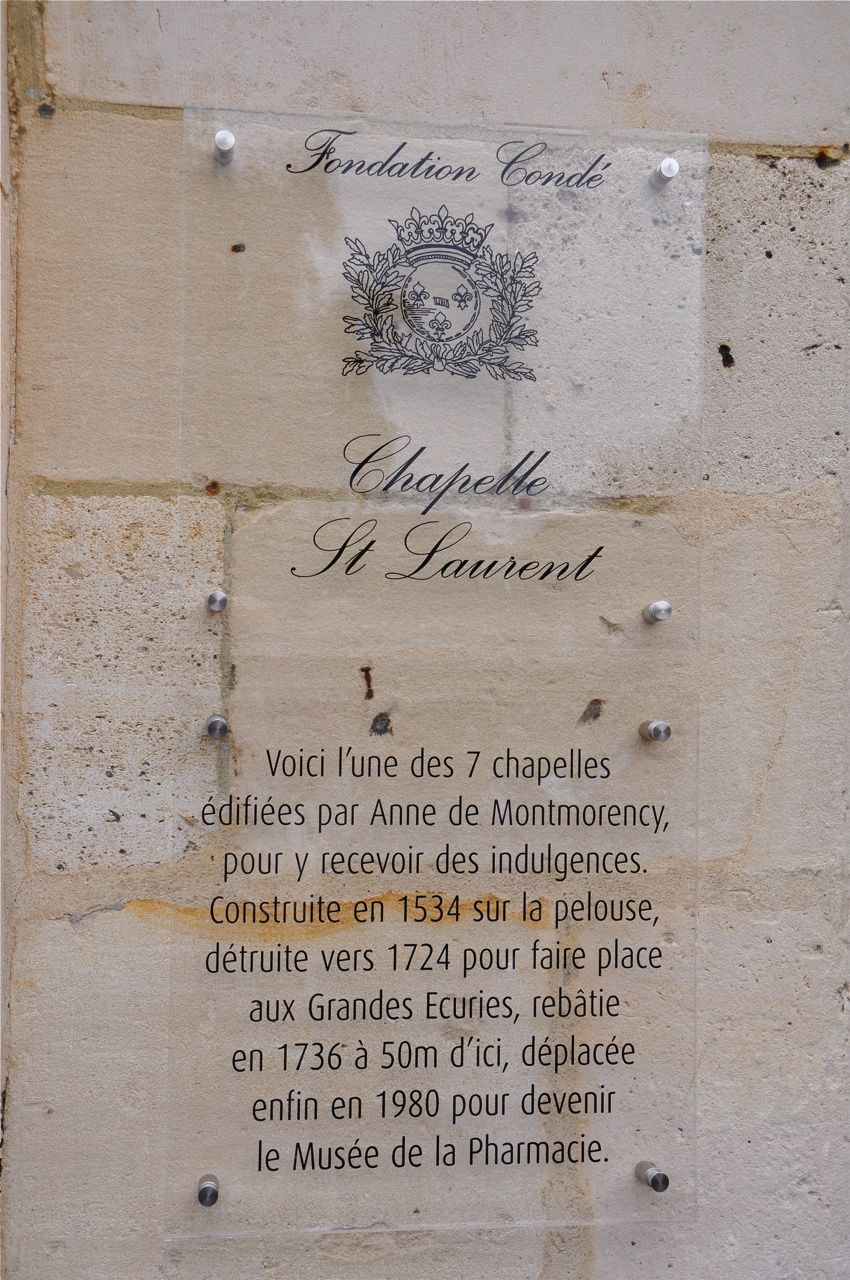 Fondation Condé
Chapelle
St Laurent
Voici l'une des 7 chapelles
édifiées par Anne de Montmorency,
pour y recevoir des indulgences.
Construite en 1534 sur la pelouse,
détruite vers 1724 pour faire place
aux Grandes Ecuries, rebâtie
en 1736 à 50m d'ici, déplacée
enfin en 1980 pour devenir
le Musée de la Pharmacie.